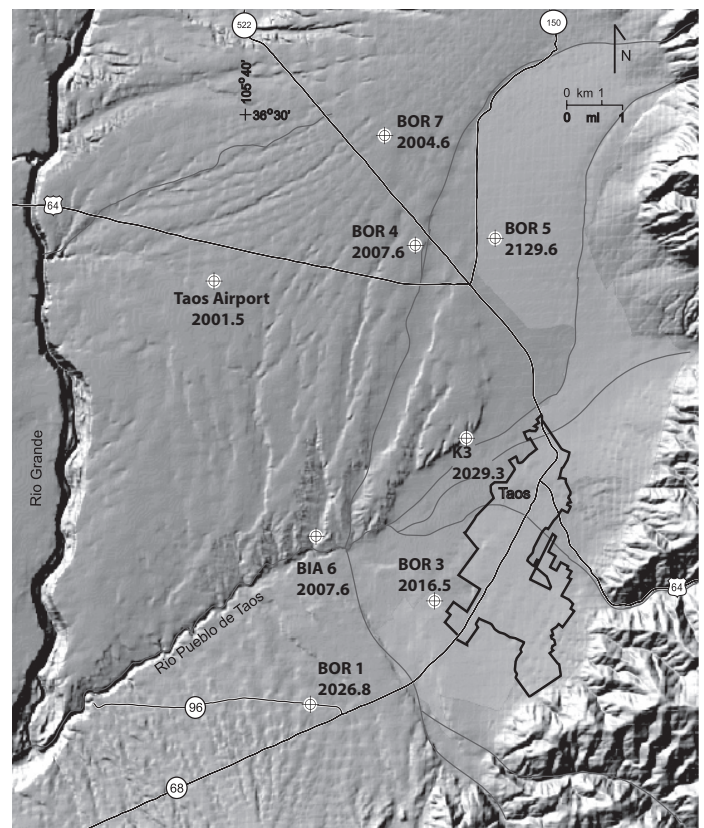 522
150
N
105°40'
36°30'
0 km 1
0 mi 1
BOR 7
2004.6
64
BOR 4
2007.6
BOR 5
2129.6
Taos Airport
2001.5
Rio Grande
K3
2029.3
Taos
BIA 6
2007.6
BOR 3
2016.5
64
Rio Pueblo de Taos
BOR 1
2026.8
96
68